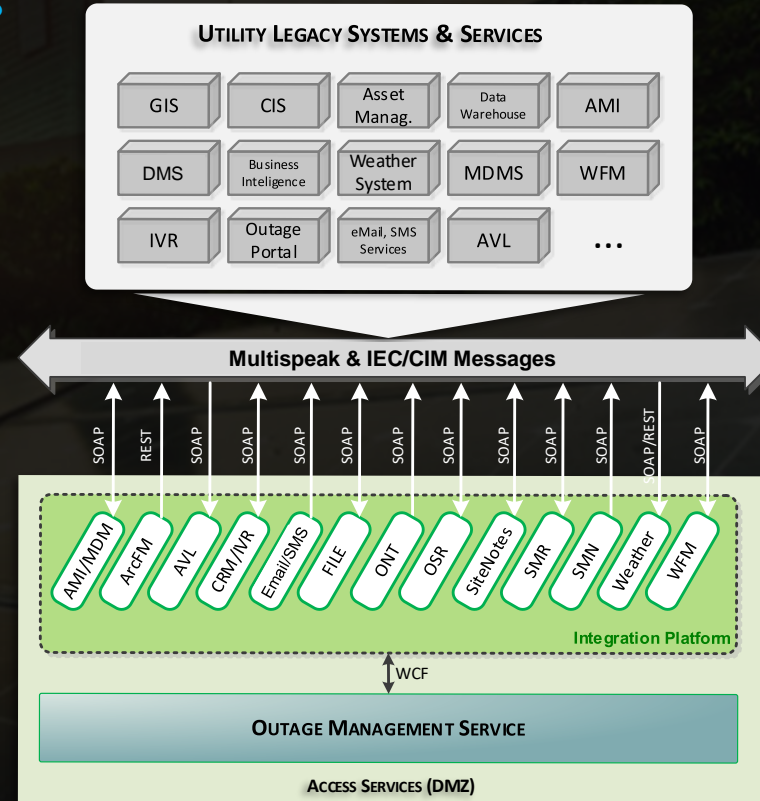 UTILITY LEGACY SYSTEMS & SERVICES
GIS
CIS
Asset
Manag.
Data
Warehouse
AMI
DMS
Business
Inteligence
Weather
System
MDMS
WFM
IVR
Outage
Portal
eMail, SMS
Services
AVL
...
Multispeak & IEC/CIM Messages
SOAP
REST
SOAP
SOAP
SOAP
SOAP
SOAP
SOAP
SOAP
SOAP
SOAP
SOAP/REST
SOAP
AMI/MDM
ArcFM
AVL
CRM/IVR
Email/SMS
FILE
ONT
OSR
SiteNotes
SMR
SMN
Weather
WFM
Integration Platform
WCF
OUTAGE MANAGEMENT SERVICE
ACCESS SERVICES (DMZ)